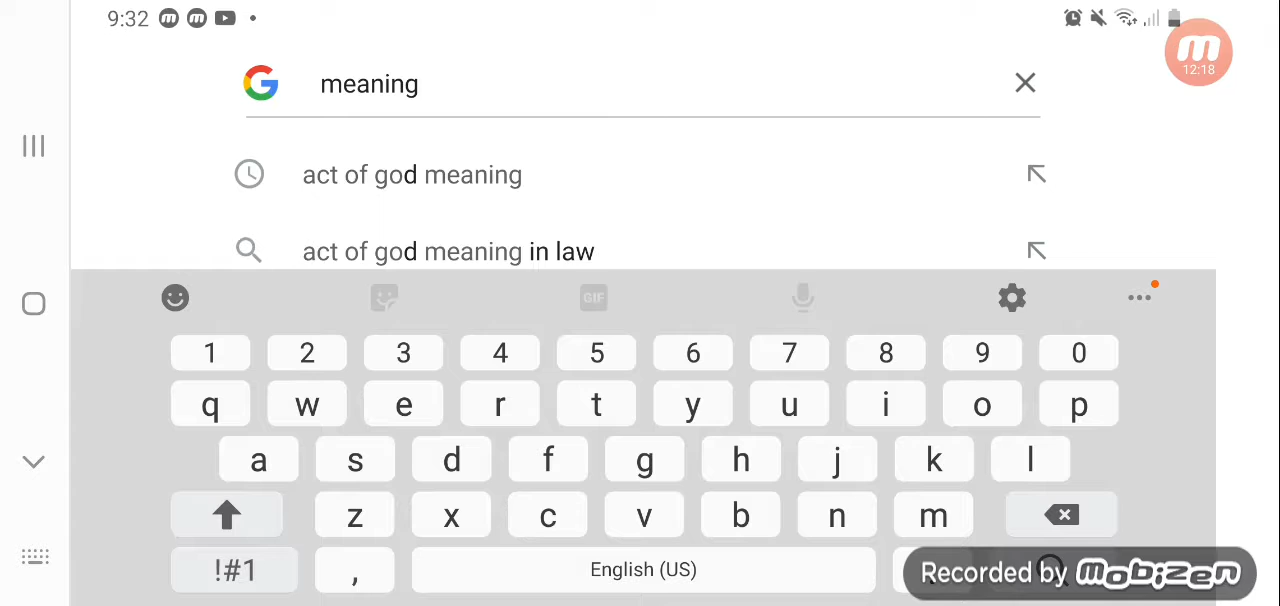 9:32
12:18
meaning
act of god meaning
act of god meaning in law
GIF
1 2 3 4 5 6 7 8 9 0
q w e r t y u i o p
a s d f g h j k l
z x c v b n m
!#1 , English (US)
Recorded by mobizen